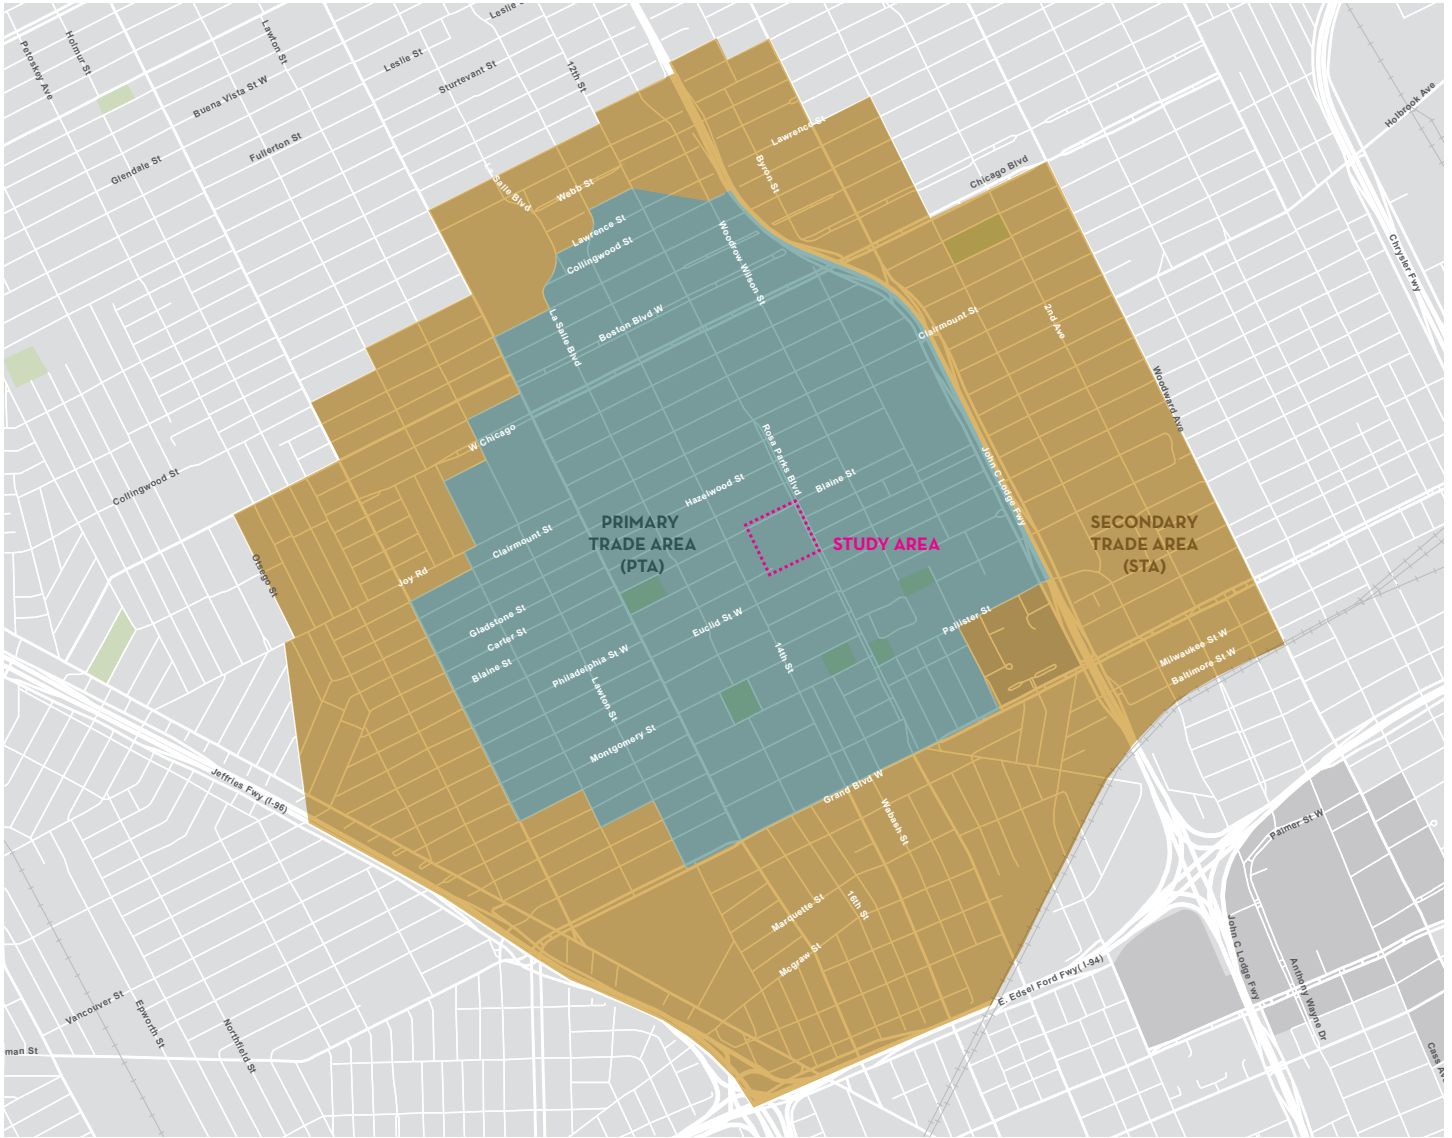 Leslie S
Petoskey Ave
Holmur St
Lawton St
Leslie St
Sturtevant St
12th St
Buena Vista St W
Fullerton St
Glendale St
Holbrook Ave
Lawrence St
Byron St
Chicago Blvd
Salle Blvd
Webb St
Lawrence St
Collingwood St
Woodrow Wilson St
Chrysler Fwy
La Salle Blvd
Boston Blvd W
Clairmount St
2nd Ave
Woodward Ave
W Chicago
Rosa Parks Blvd
John C Lodge Fwy
Collingwood St
Hazelwood St
Blaine St
Clairmount St
PRIMARY
TRADE AREA
(PTA)
STUDY AREA
SECONDARY
TRADE AREA
(STA)
Otsego St
Joy Rd
Gladstone St
Carter St
Blaine St
Euclid St W
Pallister St
14th St
Philadelphia St W
Lawton St
Milwaukee St W
Baltimore St W
Montgomery St
Jeffries Fwy (I-96)
Grand Blvd W
Wabash St
Palmer St W
Marquette St
16th St
Mcgraw St
E. Edsel Ford Fwy( I-94)
John C Lodge Fwy
Anthony Wayne Dr
Vancouver St
Epworth St
Northfield St
man St
Cass Av